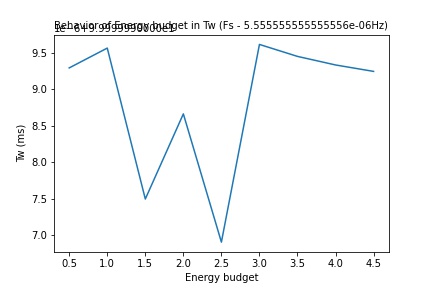 Behavior of Energy budget in Tw (Fs - 5.555555555555556e-06Hz)
1e−6+9.9999990000e1
9.5
9.0
8.5
8.0
7.5
7.0
Tw (ms)
0.5 1.0 1.5 2.0 2.5 3.0 3.5 4.0 4.5
Energy budget